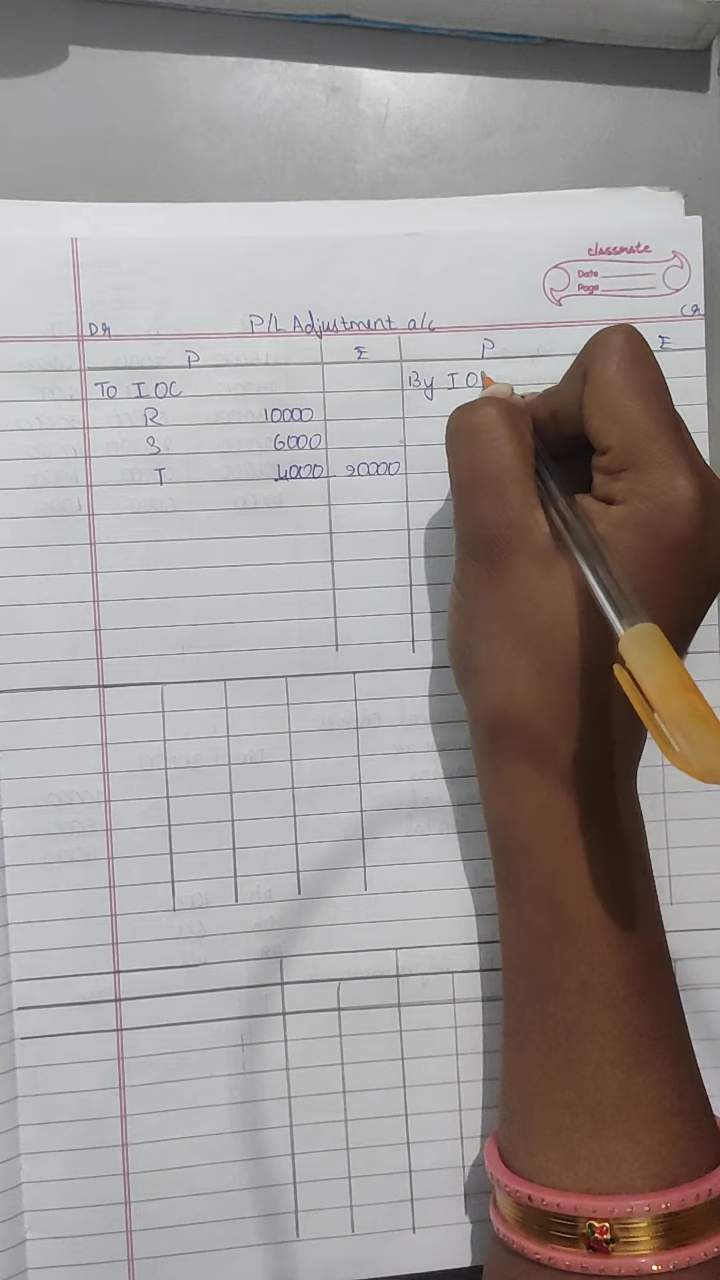 classmate
Date
Page
Dr P/L Adjustment a/c Cr
P ₹ P ₹
To IOC By IO
R 10000
S 6000
T 4000 20000